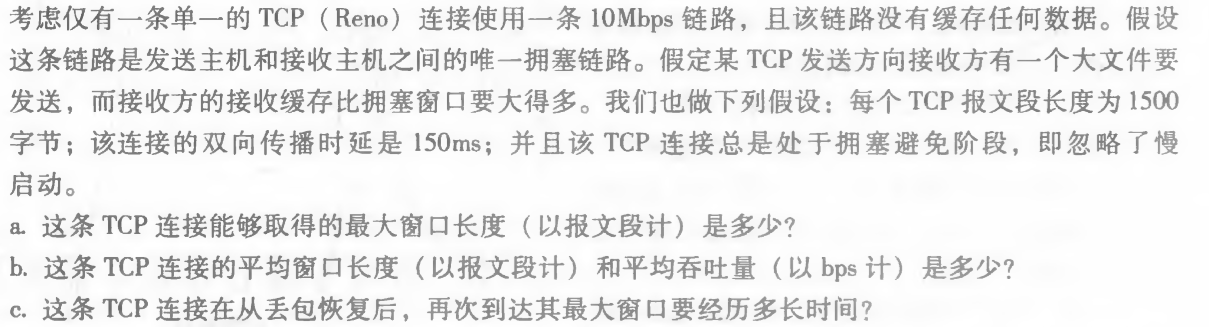 考虑仅有一条单一的 TCP（Reno）连接使用一条 10Mbps 链路，且该链路没有缓存任何数据。假设
这条链路是发送主机和接收主机之间的唯一拥塞链路。假定某 TCP 发送方向接收方有一个大文件要
发送，而接收方的接收缓存比拥塞窗口要大得多。我们也做下列假设：每个 TCP 报文段长度为 1500
字节；该连接的双向传播时延是 150ms；并且该 TCP 连接总是处于拥塞避免阶段，即忽略了慢
启动。
a. 这条 TCP 连接能够取得的最大窗口长度（以报文段计）是多少？
b. 这条 TCP 连接的平均窗口长度（以报文段计）和平均吞吐量（以 bps 计）是多少？
c. 这条 TCP 连接在从丢包恢复后，再次到达其最大窗口要经历多长时间？